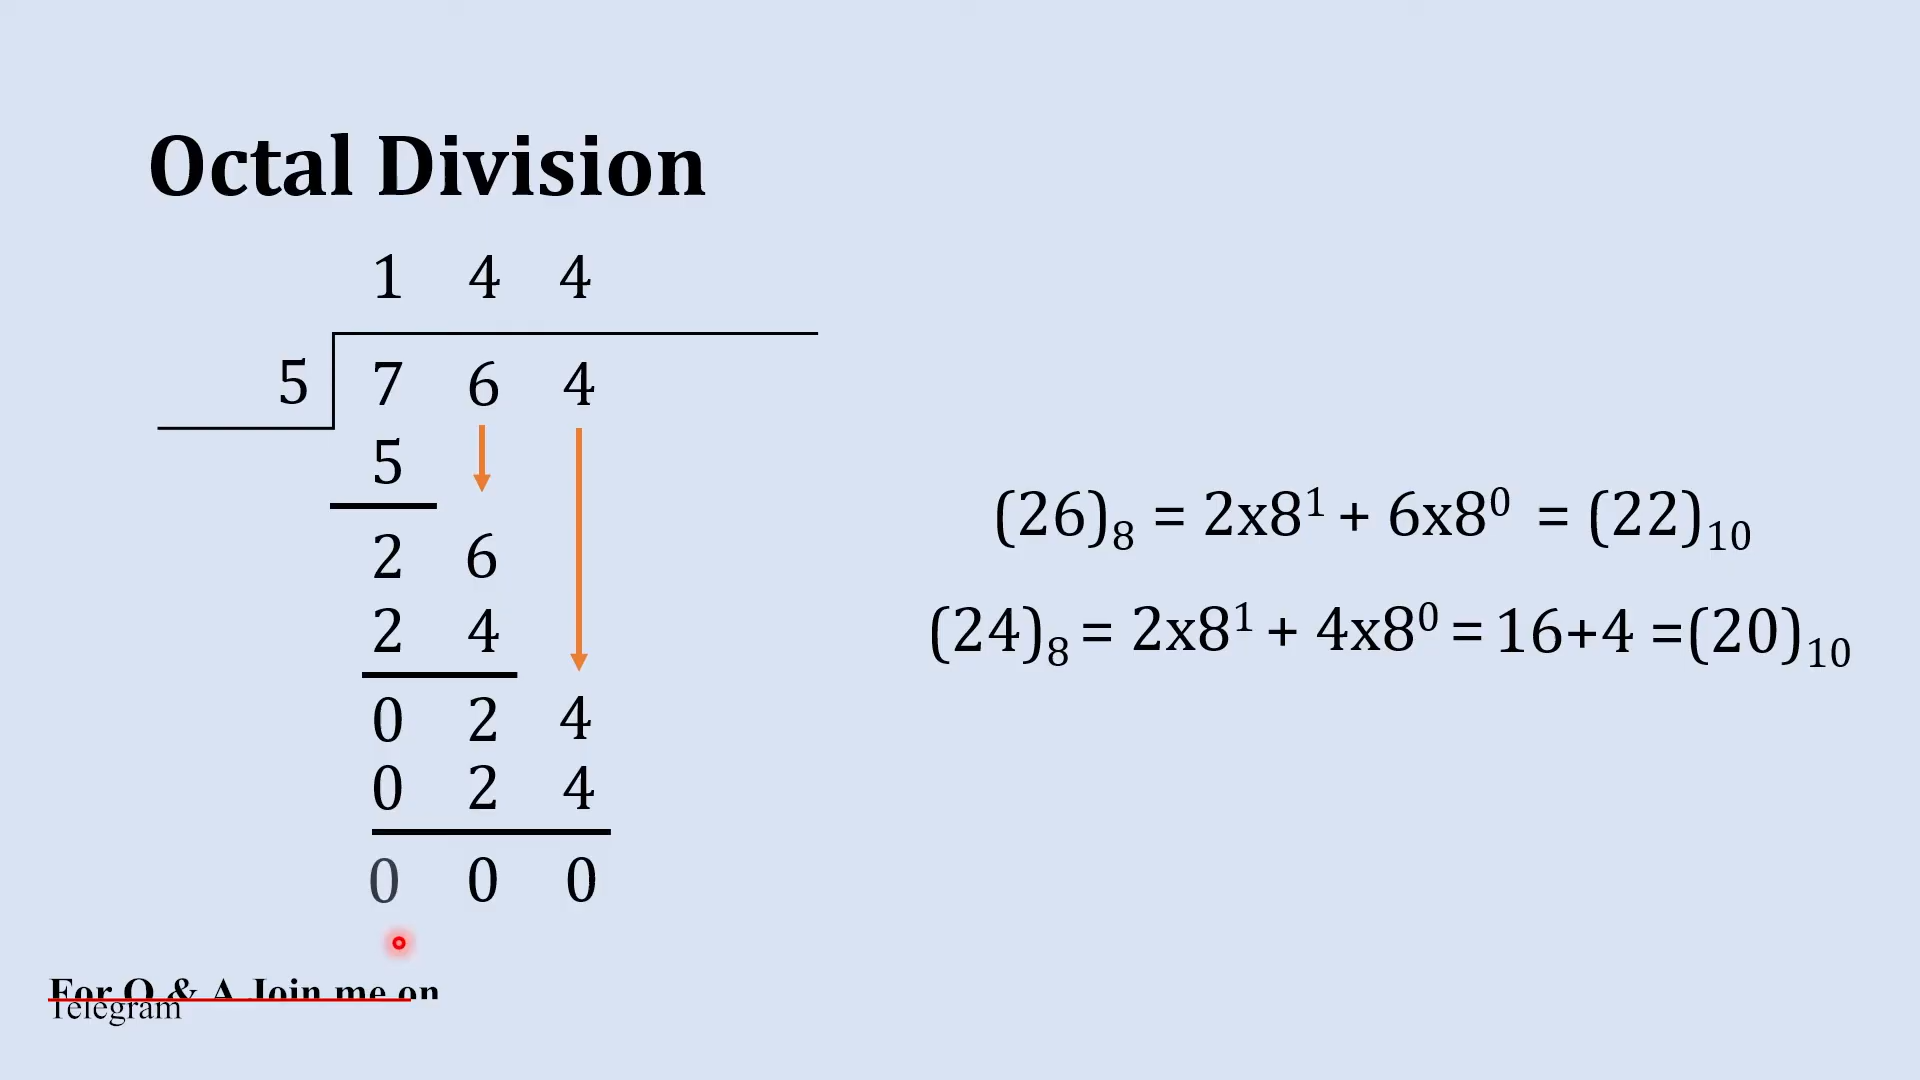 Octal Division
1 4 4
5 7 6 4
5
2 6
2 4
0 2 4
0 2 4
0 0 0
(26)₈ = 2x8¹ + 6x8⁰ = (22)₁₀
(24)₈ = 2x8¹ + 4x8⁰ = 16+4 =(20)₁₀
For Q & A Join me on
Telegram